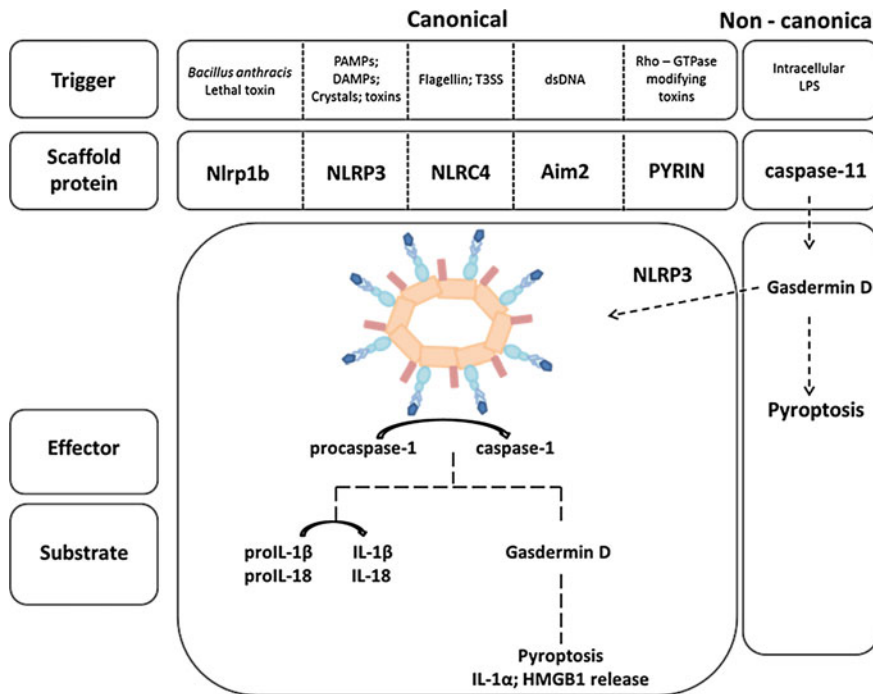 Canonical
Non - canonical
Trigger
Bacillus anthracis
Lethal toxin
PAMPs;
DAMPs;
Crystals; toxins
Flagellin; T3SS
dsDNA
Rho – GTPase
modifying
toxins
Intracellular
LPS
Scaffold
protein
Nlrp1b
NLRP3
NLRC4
Aim2
PYRIN
caspase-11
NLRP3
Gasdermin D
Pyroptosis
Effector
procaspase-1
caspase-1
Substrate
proIL-1β
IL-1β
proIL-18
IL-18
Gasdermin D
Pyroptosis
IL-1α; HMGB1 release